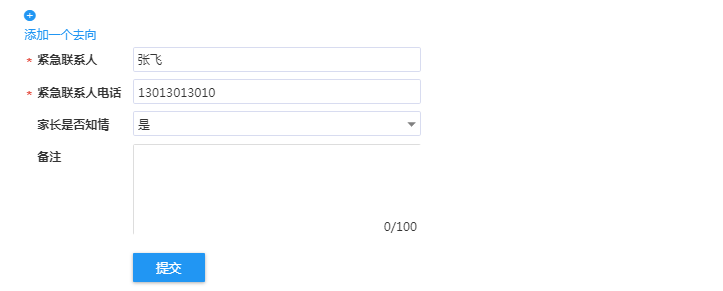 添加一个去向
* 紧急联系人 张飞
* 紧急联系人电话 13013013010
家长是否知情 是
备注
0/100
提交